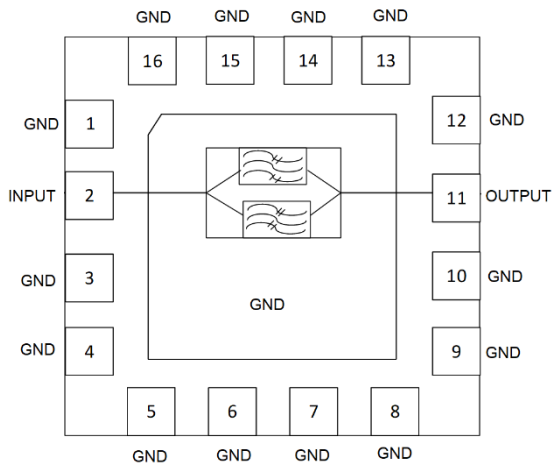 GND GND GND GND
16 15 14 13
GND 1 12 GND
INPUT 2 11 OUTPUT
GND 3 10 GND
GND
GND 4 9 GND
5 6 7 8
GND GND GND GND